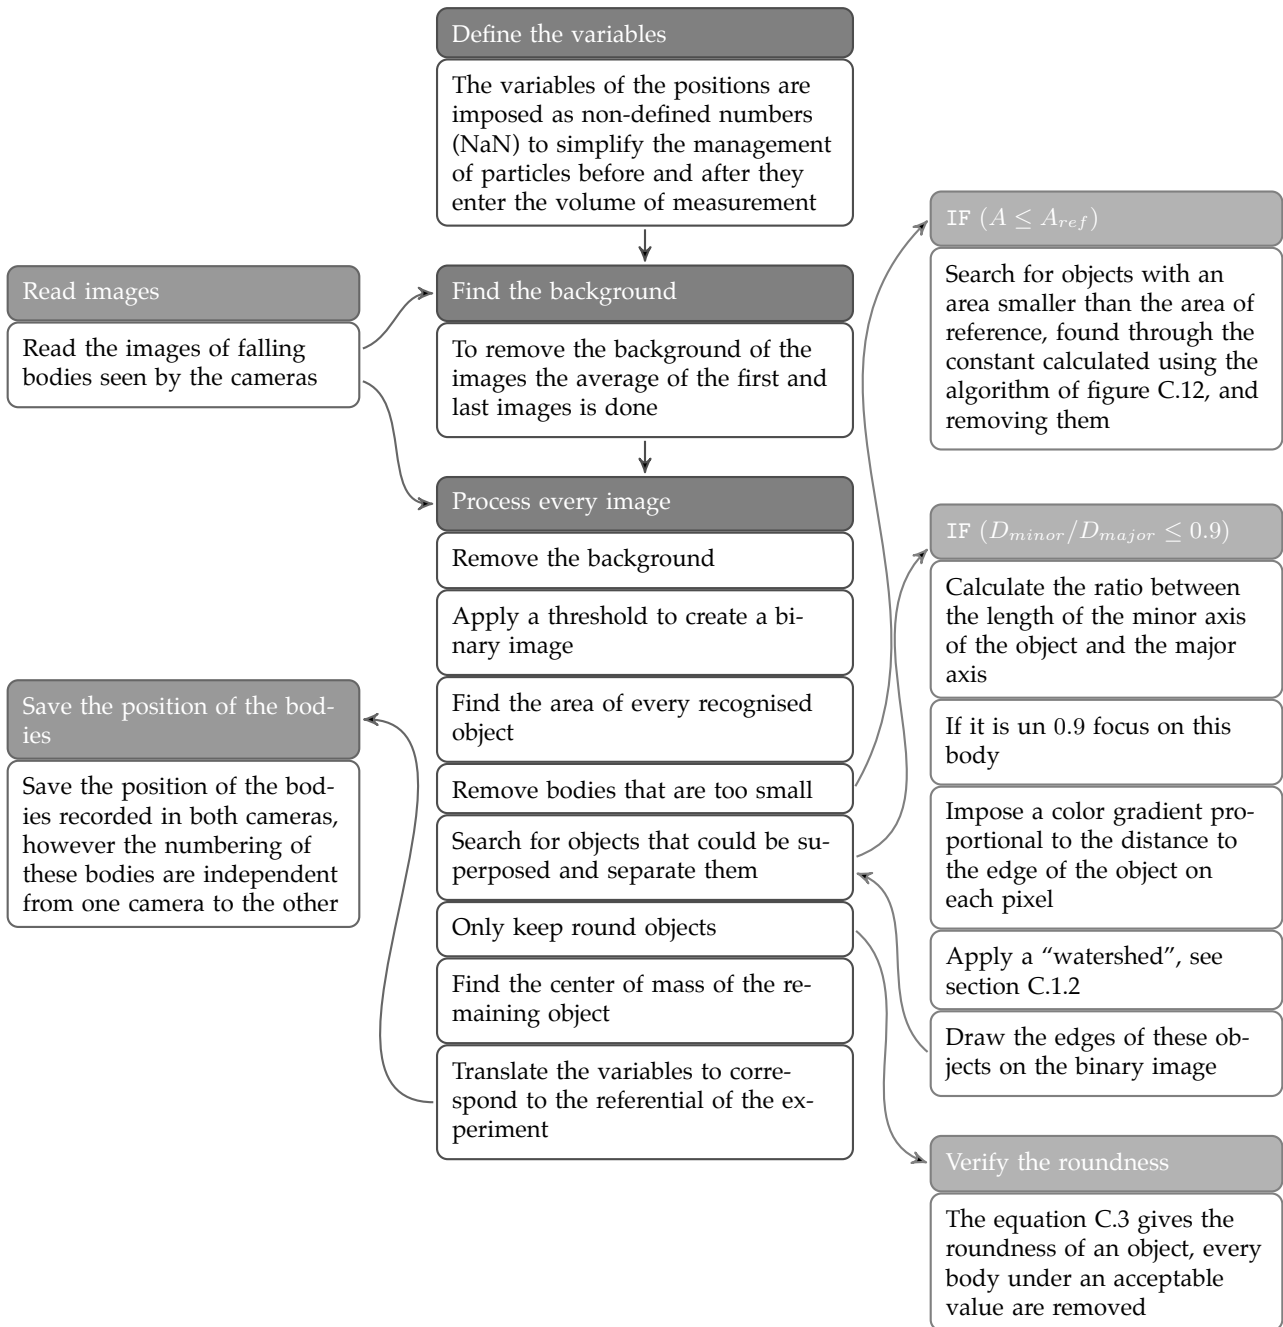 Define the variables
The variables of the positions are
imposed as non-defined numbers
(NaN) to simplify the management
of particles before and after they
enter the volume of measurement
Read images
Read the images of falling
bodies seen by the cameras
Find the background
To remove the background of the
images the average of the first and
last images is done
Process every image
Remove the background
Apply a threshold to create a bi-
nary image
Find the area of every recognised
object
Remove bodies that are too small
Search for objects that could be su-
perposed and separate them
Only keep round objects
Find the center of mass of the re-
maining object
Translate the variables to corre-
spond to the referential of the ex-
periment
Save the position of the bod-
ies
Save the position of the bod-
ies recorded in both cameras,
however the numbering of
these bodies are independent
from one camera to the other
IF (A ≤ A_ref)
Search for objects with an
area smaller than the area of
reference, found through the
constant calculated using the
algorithm of figure C.12, and
removing them
IF (D_minor/D_major ≤ 0.9)
Calculate the ratio between
the length of the minor axis
of the object and the major
axis
If it is un 0.9 focus on this
body
Impose a color gradient pro-
portional to the distance to
the edge of the object on
each pixel
Apply a “watershed”, see
section C.1.2
Draw the edges of these ob-
jects on the binary image
Verify the roundness
The equation C.3 gives the
roundness of an object, every
body under an acceptable
value are removed